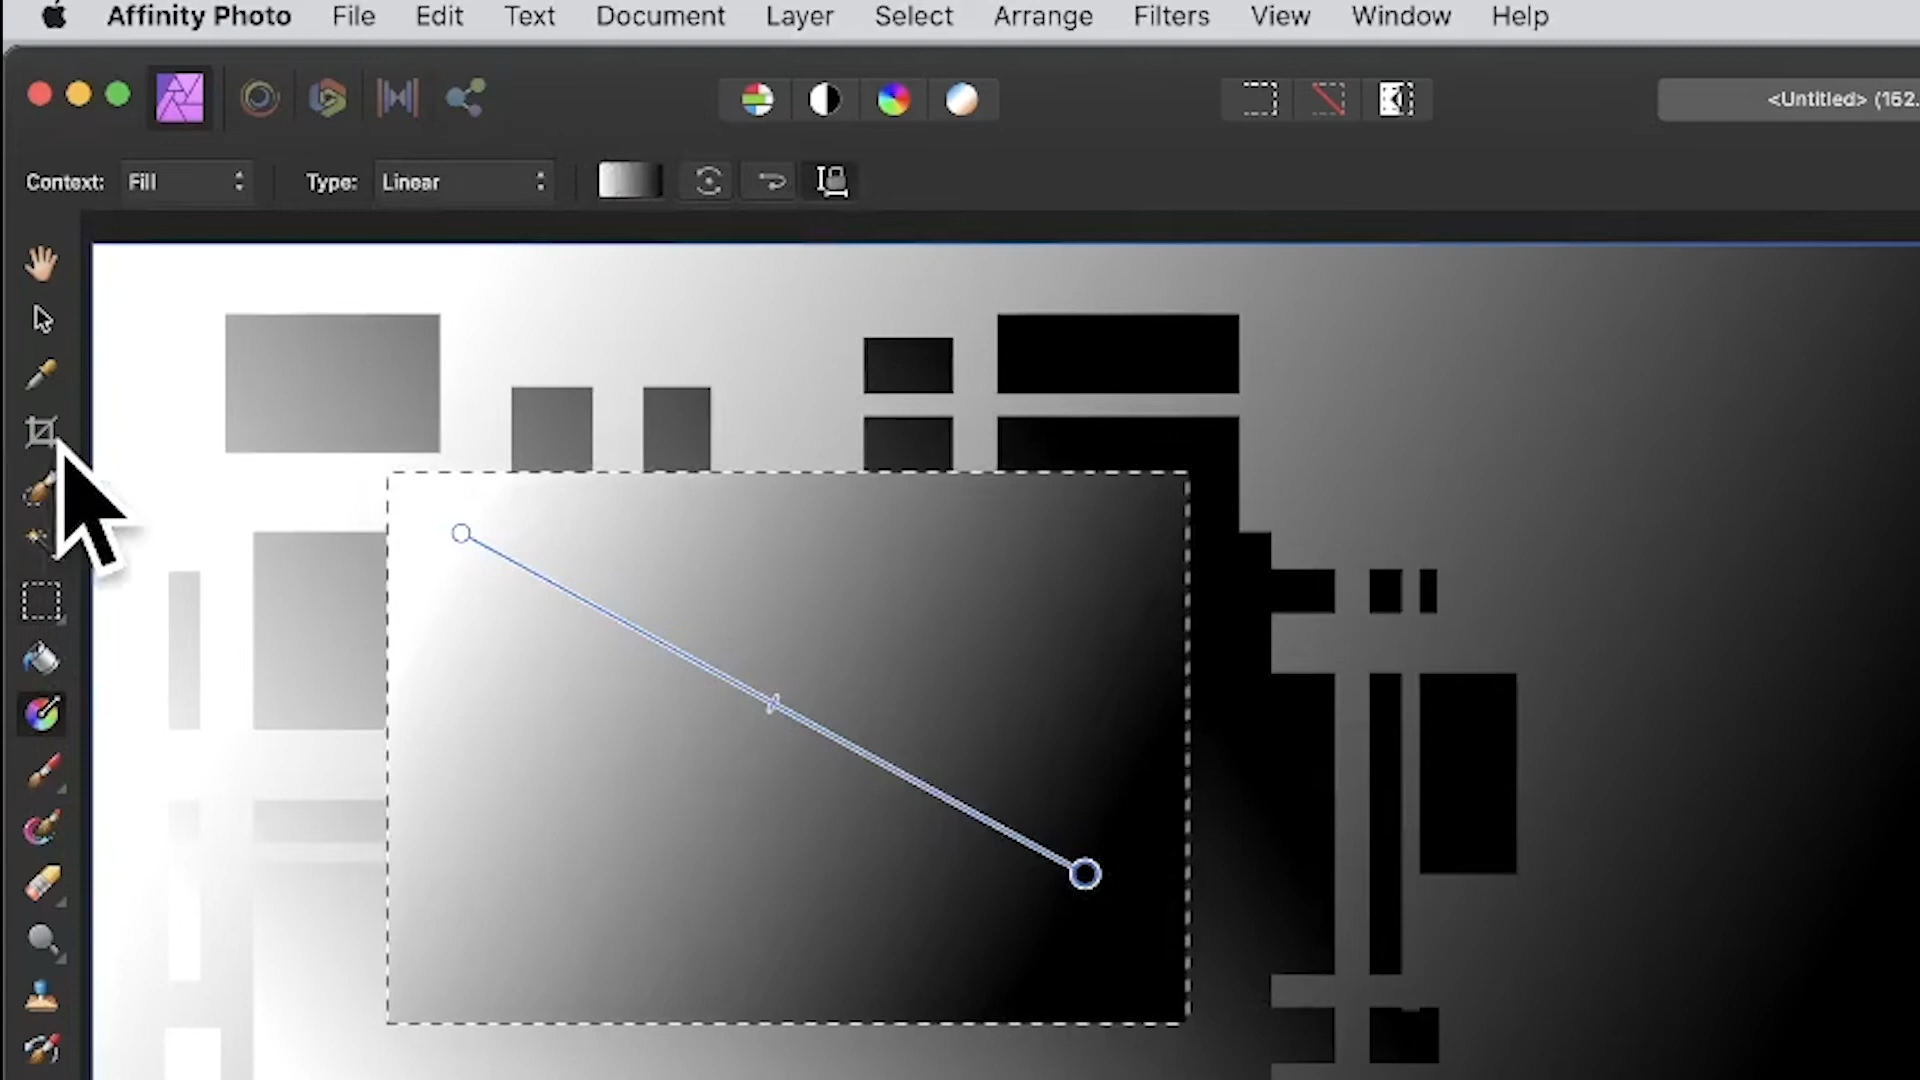 Affinity Photo File Edit Text Document Layer Select Arrange Filters View Window Help
<Untitled> (162.
Context: Fill Type: Linear